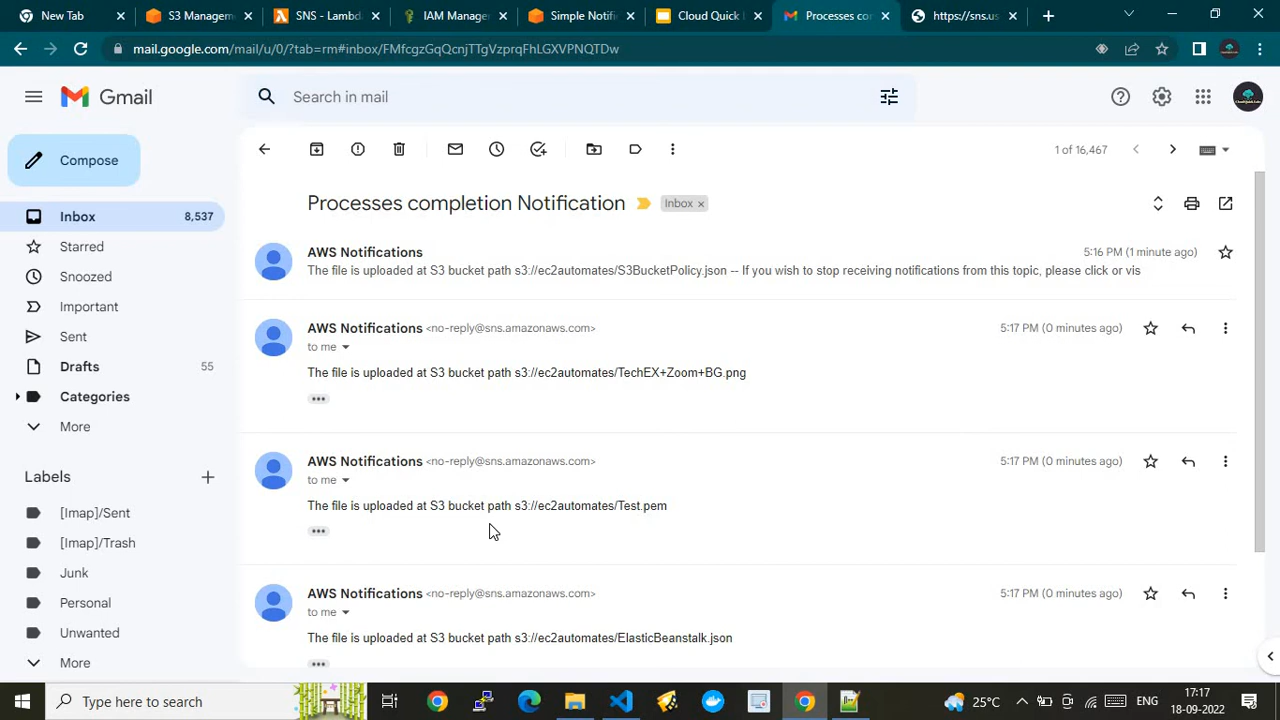 New Tab
S3 Managem
SNS - Lambd
IAM Manage
Simple Notifi
Cloud Quick L
Processes com
https://sns.us
mail.google.com/mail/u/0/?tab=rm#inbox/FMfcgzGqQcnjTTgVzprqFhLGXVPNQTDw
Gmail
Search in mail
Compose
1 of 16,467
Inbox 8,537
Starred
Snoozed
Important
Sent
Drafts 55
Categories
More
Labels
[Imap]/Sent
[Imap]/Trash
Junk
Personal
Unwanted
More
Processes completion Notification
Inbox x
AWS Notifications
5:16 PM (1 minute ago)
The file is uploaded at S3 bucket path s3://ec2automates/S3BucketPolicy.json -- If you wish to stop receiving notifications from this topic, please click or vis
AWS Notifications <no-reply@sns.amazonaws.com>
5:17 PM (0 minutes ago)
to me
The file is uploaded at S3 bucket path s3://ec2automates/TechEX+Zoom+BG.png
AWS Notifications <no-reply@sns.amazonaws.com>
5:17 PM (0 minutes ago)
to me
The file is uploaded at S3 bucket path s3://ec2automates/Test.pem
AWS Notifications <no-reply@sns.amazonaws.com>
5:17 PM (0 minutes ago)
to me
The file is uploaded at S3 bucket path s3://ec2automates/ElasticBeanstalk.json
Type here to search
25°C
ENG
17:17
18-09-2022